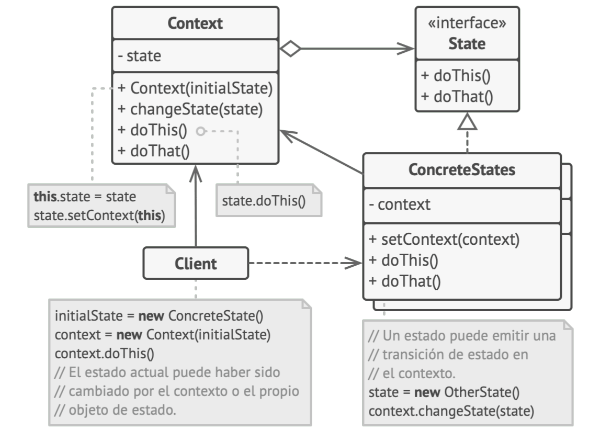 Context
- state
+ Context(initialState)
+ changeState(state)
+ doThis()
+ doThat()
«interface»
State
+ doThis()
+ doThat()
this.state = state
state.setContext(this)
state.doThis()
ConcreteStates
- context
+ setContext(context)
+ doThis()
+ doThat()
Client
initialState = new ConcreteState()
context = new Context(initialState)
context.doThis()
// El estado actual puede haber sido
// cambiado por el contexto o el propio
// objeto de estado.
// Un estado puede emitir una
// transición de estado en
// el contexto.
state = new OtherState()
context.changeState(state)